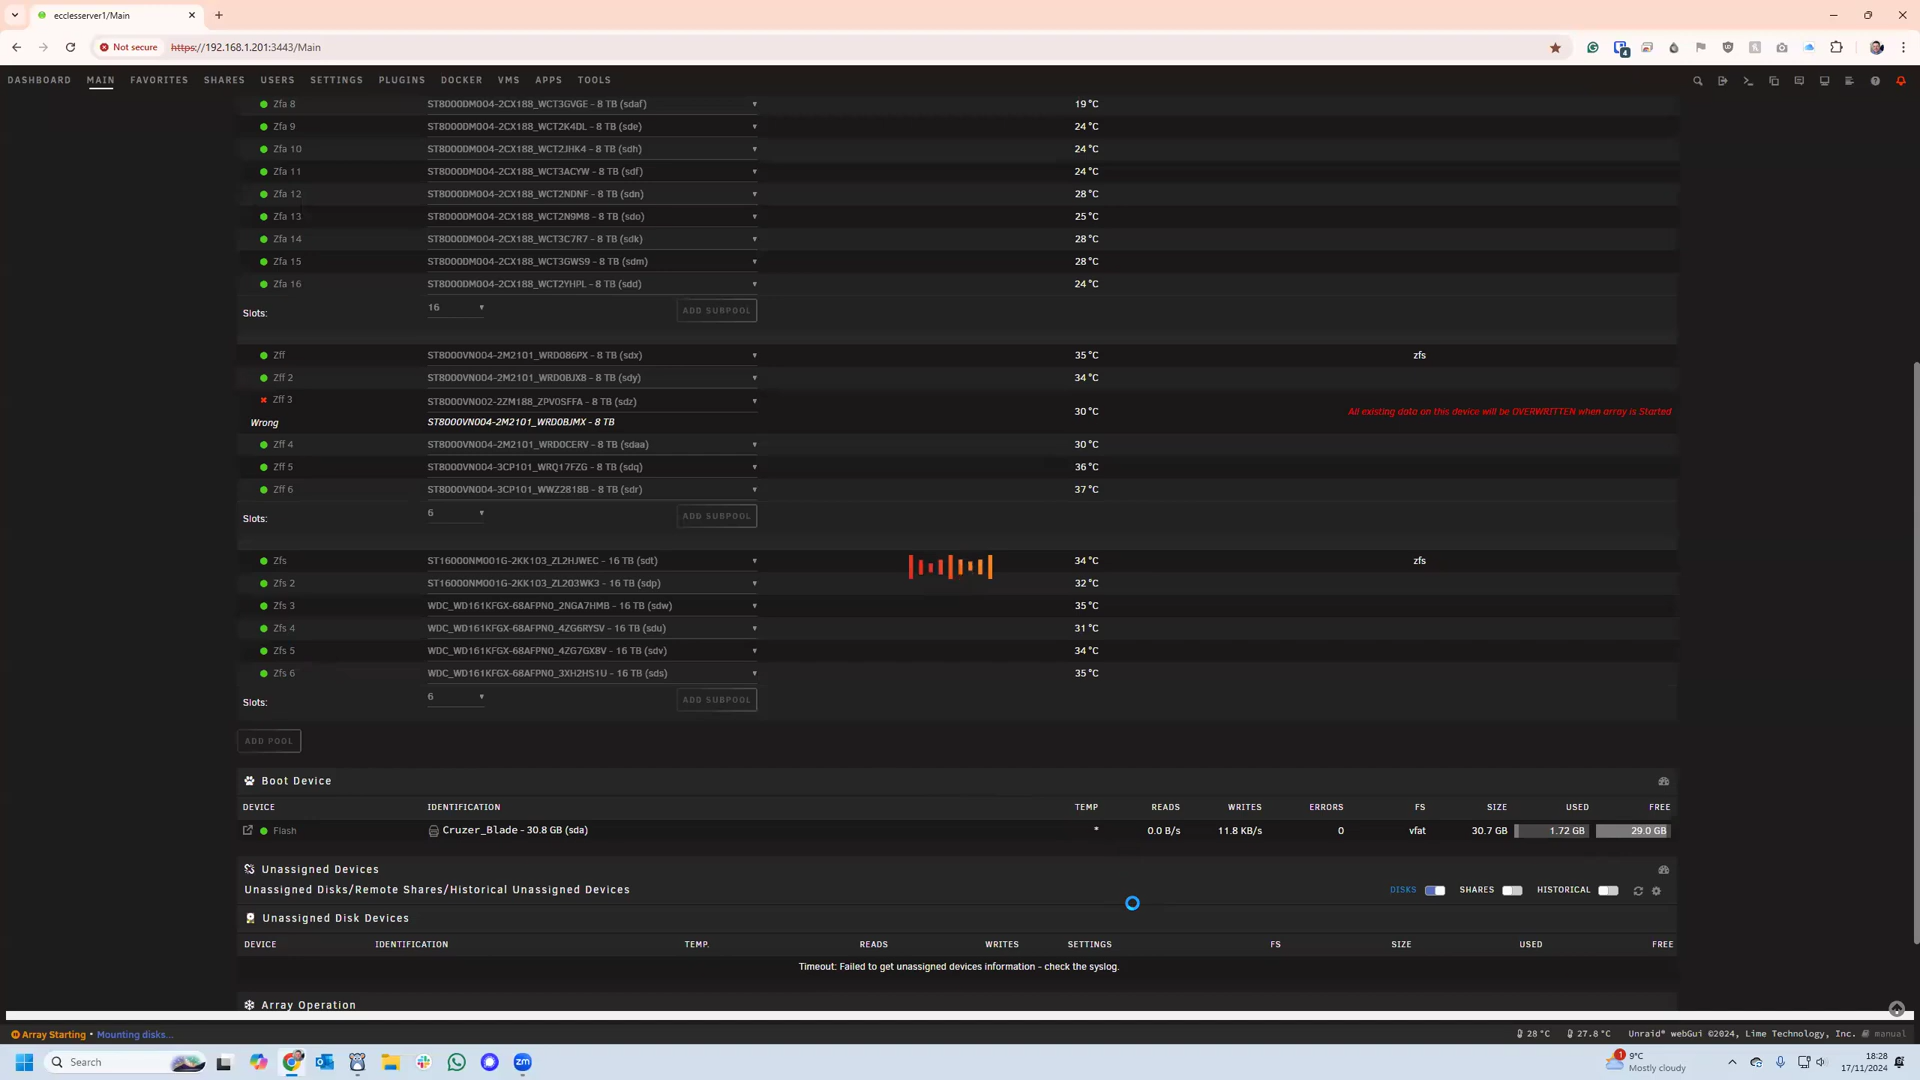 ecclesserver1/Main
Not secure https://192.168.1.201:3443/Main
4
DASHBOARD MAIN FAVORITES SHARES USERS SETTINGS PLUGINS DOCKER VMS APPS TOOLS
Zfa 8 ST8000DM004-2CX188_WCT3GVGE - 8 TB (sdaf) 19 °C
Zfa 9 ST8000DM004-2CX188_WCT2K4DL - 8 TB (sde) 24 °C
Zfa 10 ST8000DM004-2CX188_WCT2JHK4 - 8 TB (sdh) 24 °C
Zfa 11 ST8000DM004-2CX188_WCT3ACYW - 8 TB (sdf) 24 °C
Zfa 12 ST8000DM004-2CX188_WCT2NDNF - 8 TB (sdn) 28 °C
Zfa 13 ST8000DM004-2CX188_WCT2N9M8 - 8 TB (sdo) 25 °C
Zfa 14 ST8000DM004-2CX188_WCT3C7R7 - 8 TB (sdk) 28 °C
Zfa 15 ST8000DM004-2CX188_WCT3GWS9 - 8 TB (sdm) 28 °C
Zfa 16 ST8000DM004-2CX188_WCT2YHPL - 8 TB (sdd) 24 °C
Slots: 16 ADD SUBPOOL
Zff ST8000VN004-2M2101_WRD086PX - 8 TB (sdx) 35 °C zfs
Zff 2 ST8000VN004-2M2101_WRD0BJX8 - 8 TB (sdy) 34 °C
Zff 3 ST8000VN002-2ZM188_ZPV0SFFA - 8 TB (sdz) 30 °C All existing data on this device will be OVERWRITTEN when array is Started
Wrong ST8000VN004-2M2101_WRD0BJMX - 8 TB
Zff 4 ST8000VN004-2M2101_WRD0CERV - 8 TB (sdaa) 30 °C
Zff 5 ST8000VN004-3CP101_WRQ17FZG - 8 TB (sdq) 36 °C
Zff 6 ST8000VN004-3CP101_WWZ2818B - 8 TB (sdr) 37 °C
Slots: 6 ADD SUBPOOL
Zfs ST16000NM001G-2KK103_ZL2HJWEC - 16 TB (sdt) 34 °C zfs
Zfs 2 ST16000NM001G-2KK103_ZL203WK3 - 16 TB (sdp) 32 °C
Zfs 3 WDC_WD161KFGX-68AFPN0_2NGA7HMB - 16 TB (sdw) 35 °C
Zfs 4 WDC_WD161KFGX-68AFPN0_4ZG6RYSV - 16 TB (sdu) 31 °C
Zfs 5 WDC_WD161KFGX-68AFPN0_4ZG7GX8V - 16 TB (sdv) 34 °C
Zfs 6 WDC_WD161KFGX-68AFPN0_3XH2HS1U - 16 TB (sds) 35 °C
Slots: 6 ADD SUBPOOL
ADD POOL
Boot Device
DEVICE IDENTIFICATION TEMP READS WRITES ERRORS FS SIZE USED FREE
Flash Cruzer_Blade - 30.8 GB (sda) * 0.0 B/s 11.8 KB/s 0 vfat 30.7 GB 1.72 GB 29.0 GB
Unassigned Devices
Unassigned Disks/Remote Shares/Historical Unassigned Devices DISKS SHARES HISTORICAL
Unassigned Disk Devices
DEVICE IDENTIFICATION TEMP. READS WRITES SETTINGS FS SIZE USED FREE
Timeout: Failed to get unassigned devices information - check the syslog.
Array Operation
Array Starting • Mounting disks... 28 °C 27.8 °C Unraid® webGui ©2024, Lime Technology, Inc. manual
Search zm 1 9°C 18:28
Mostly cloudy 17/11/2024